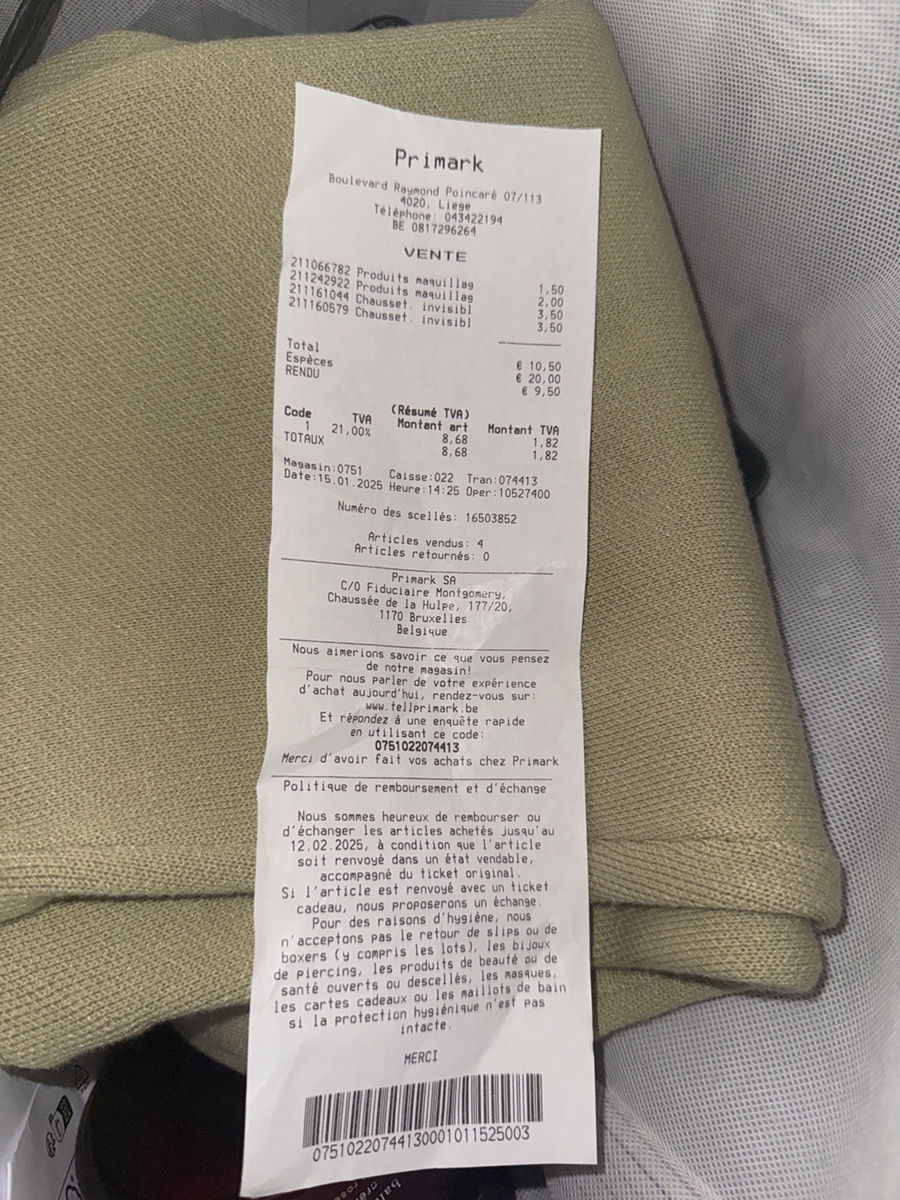 Primark
Boulevard Raymond Poincaré 07/113
4020, Liege
Téléphone: 043422194
BE 0817296264
VENTE
211066782 Produits maquillag 1,50
211242922 Produits maquillag 2,00
211161044 Chausset. invisibl 3,50
211160579 Chausset. invisibl 3,50
Total € 10,50
Espèces € 20,00
RENDU € 9,50
(Résumé TVA)
Code TVA Montant art Montant TVA
1 21,00% 8,68 1,82
TOTAUX 8,68 1,82
Magasin:0751 Caisse:022 Tran:074413
Date:15.01.2025 Heure:14:25 Oper:10527400
Numéro des scellés: 16503852
Articles vendus: 4
Articles retournés: 0
Primark SA
C/O Fiduciaire Montgomery,
Chaussée de la Hulpe, 177/20,
1170 Bruxelles
Belgique
Nous aimerions savoir ce que vous pensez
de notre magasin!
Pour nous parler de votre expérience
d'achat aujourd'hui, rendez-vous sur:
www.tellprimark.be
Et répondez à une enquête rapide
en utilisant ce code:
0751022074413
Merci d'avoir fait vos achats chez Primark
Politique de remboursement et d'échange
Nous sommes heureux de rembourser ou
d'échanger les articles achetés jusqu'au
12.02.2025, à condition que l'article
soit renvoyé dans un état vendable,
accompagné du ticket original.
Si l'article est renvoyé avec un ticket
cadeau, nous proposerons un échange.
Pour des raisons d'hygiène, nous
n'acceptons pas le retour de slips ou de
boxers (y compris les lots), les bijoux
de piercing, les produits de beauté ou de
santé ouverts ou descellés, les masques,
les cartes cadeaux ou les maillots de bain
si la protection hygiénique n'est pas
intacte.
MERCI
07510220744130001011525003